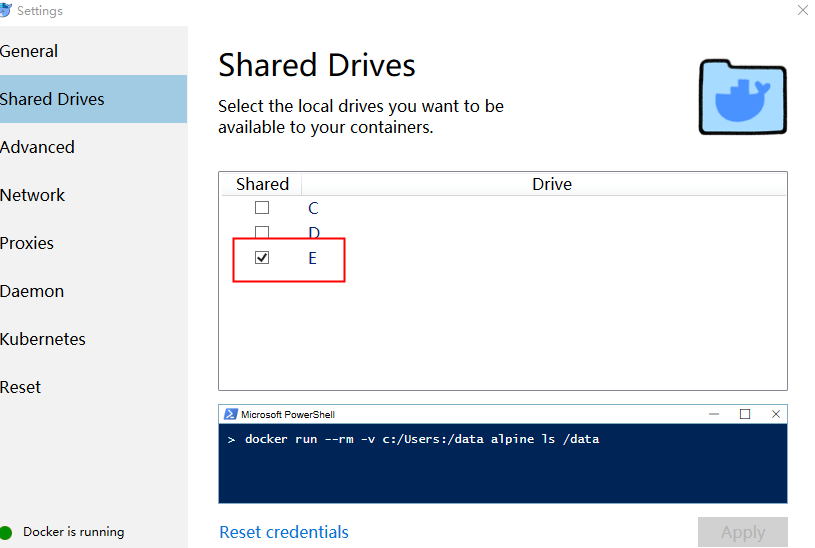 Settings
General
Shared Drives
Advanced
Network
Proxies
Daemon
Kubernetes
Reset
Docker is running
Shared Drives
Select the local drives you want to be
available to your containers.
Shared Drive
C
D
E
Microsoft PowerShell
> docker run --rm -v c:/Users:/data alpine ls /data
Reset credentials
Apply